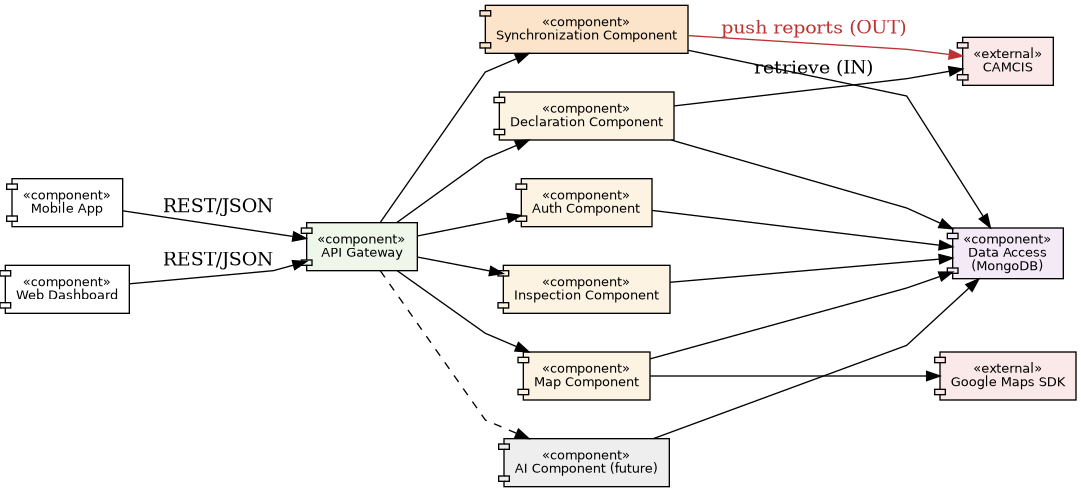 «component»
Synchronization Component
push reports (OUT)
«external»
CAMCIS
retrieve (IN)
«component»
Declaration Component
«component»
Mobile App
REST/JSON
«component»
Auth Component
«component»
API Gateway
«component»
Data Access
(MongoDB)
REST/JSON
«component»
Web Dashboard
«component»
Inspection Component
«component»
Map Component
«external»
Google Maps SDK
«component»
AI Component (future)